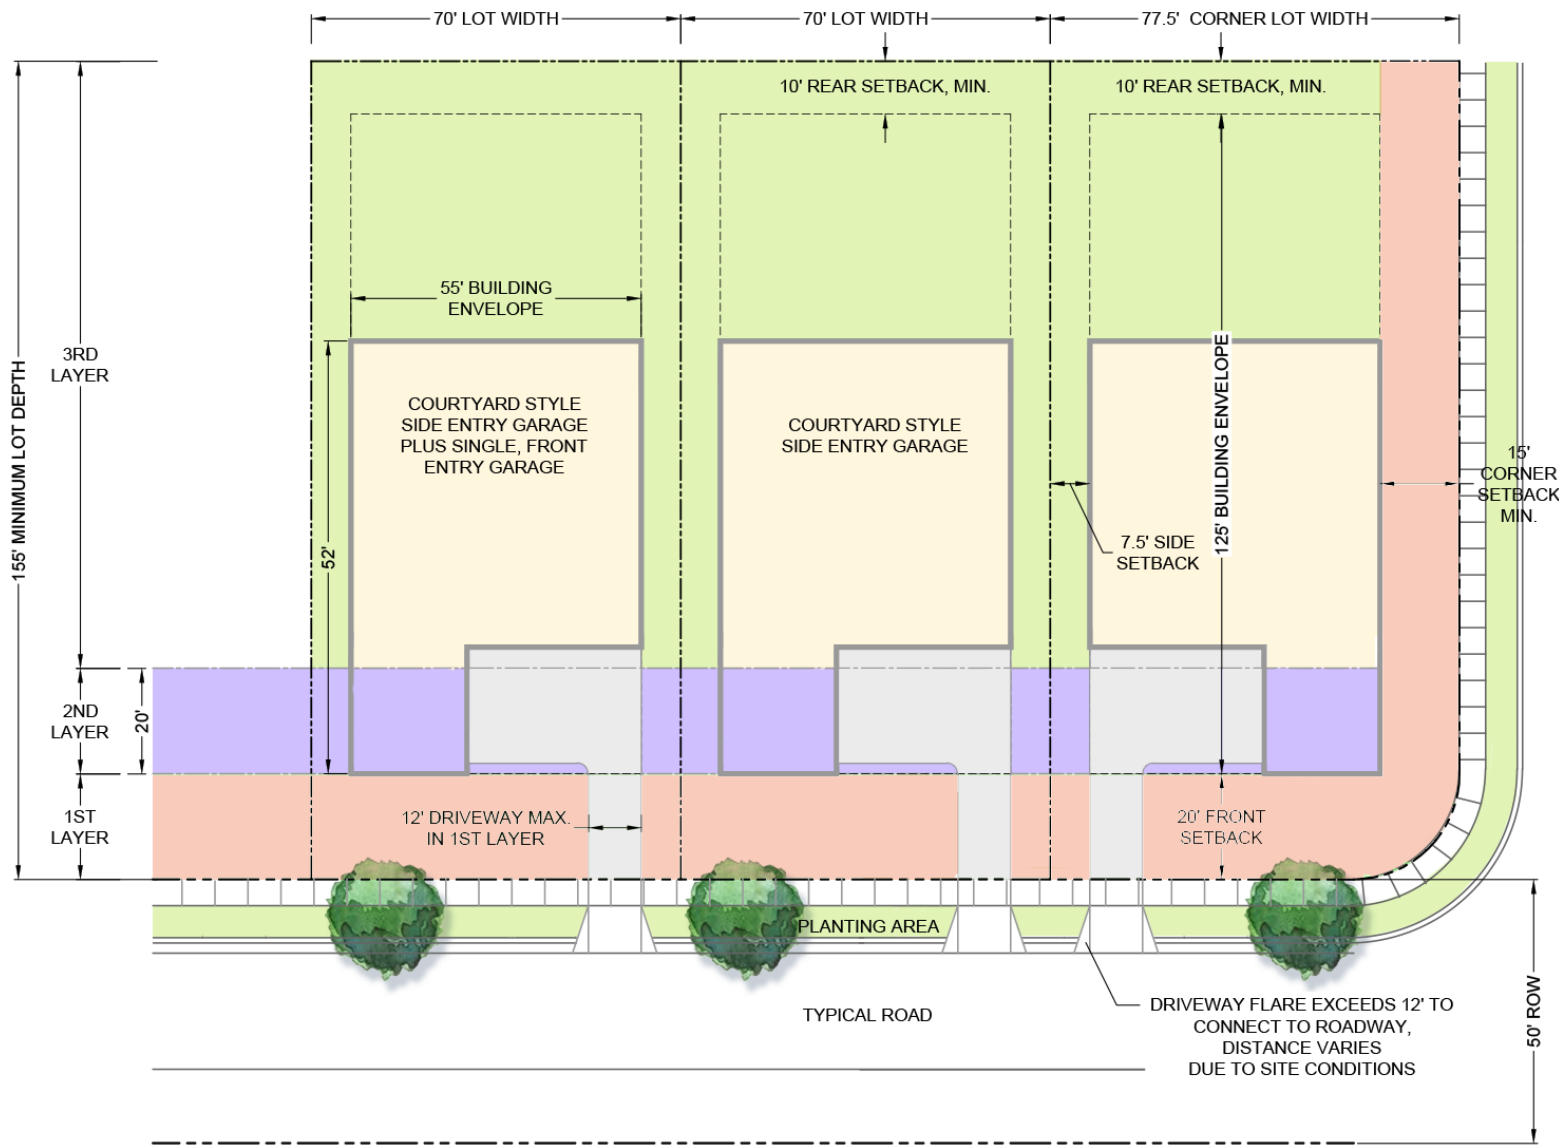 70' LOT WIDTH
70' LOT WIDTH
77.5' CORNER LOT WIDTH
10' REAR SETBACK, MIN.
10' REAR SETBACK, MIN.
55' BUILDING
ENVELOPE
3RD
LAYER
155' MINIMUM LOT DEPTH
COURTYARD STYLE
SIDE ENTRY GARAGE
PLUS SINGLE, FRONT
ENTRY GARAGE
COURTYARD STYLE
SIDE ENTRY GARAGE
125' BUILDING ENVELOPE
15'
CORNER
SETBACK
MIN.
52'
7.5' SIDE
SETBACK
2ND
LAYER
20'
1ST
LAYER
12' DRIVEWAY MAX.
IN 1ST LAYER
20' FRONT
SETBACK
PLANTING AREA
TYPICAL ROAD
DRIVEWAY FLARE EXCEEDS 12' TO
CONNECT TO ROADWAY,
DISTANCE VARIES
DUE TO SITE CONDITIONS
50' ROW